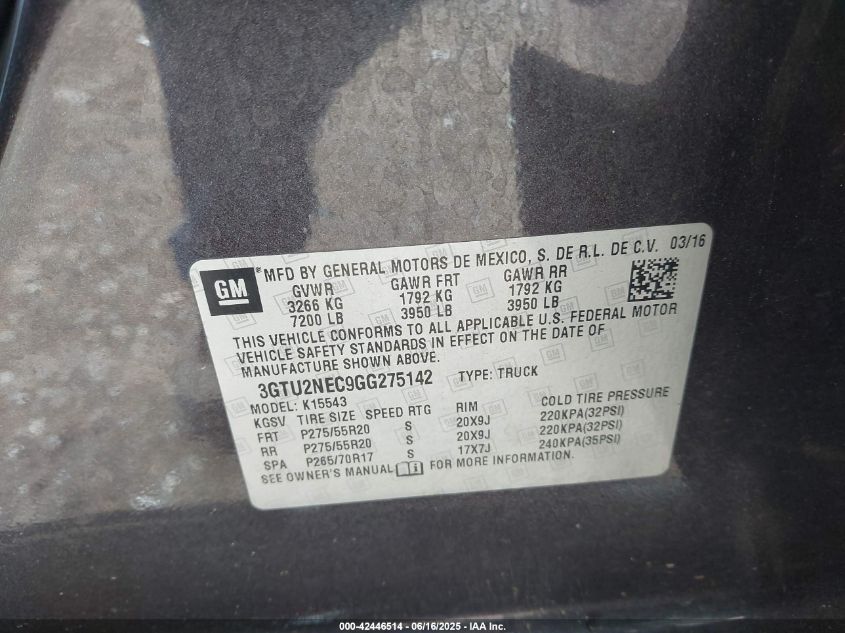 GM
MFD BY GENERAL MOTORS DE MEXICO, S. DE R.L. DE C.V. 03/16
GVWR GAWR FRT GAWR RR
3266 KG 1792 KG 1792 KG
7200 LB 3950 LB 3950 LB
THIS VEHICLE CONFORMS TO ALL APPLICABLE U.S. FEDERAL MOTOR
VEHICLE SAFETY STANDARDS IN EFFECT ON THE DATE OF
MANUFACTURE SHOWN ABOVE.
3GTU2NEC9GG275142 TYPE: TRUCK
MODEL: K15543
KGSV TIRE SIZE SPEED RTG RIM COLD TIRE PRESSURE
FRT P275/55R20 S 20X9J 220KPA(32PSI)
RR P275/55R20 S 20X9J 220KPA(32PSI)
SPA P265/70R17 S 17X7J 240KPA(35PSI)
SEE OWNER'S MANUAL FOR MORE INFORMATION.
000-42446514 - 06/16/2025 - IAA Inc.